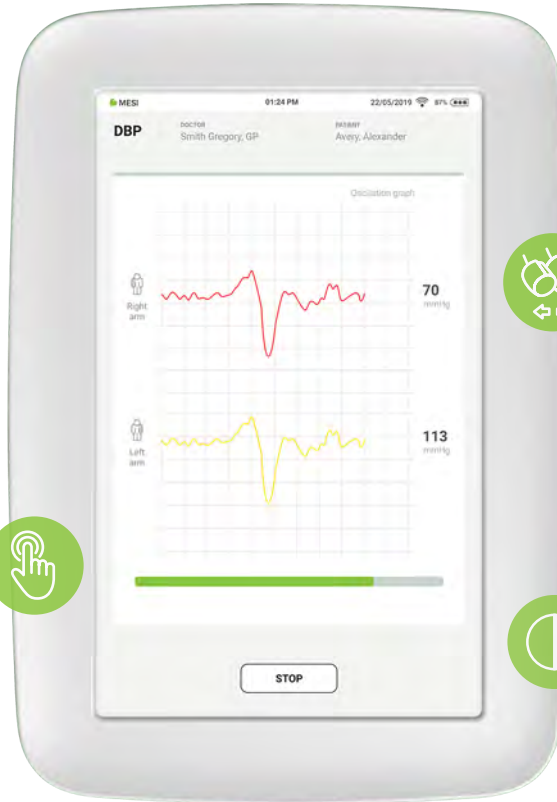 MESI 01:24 PM 22/05/2019 87%
DBP
DOCTOR PATIENT
Smith Gregory, GP Avery, Alexander
Oscillation graph
Right
arm
70
mmHg
Left
arm
113
mmHg
STOP